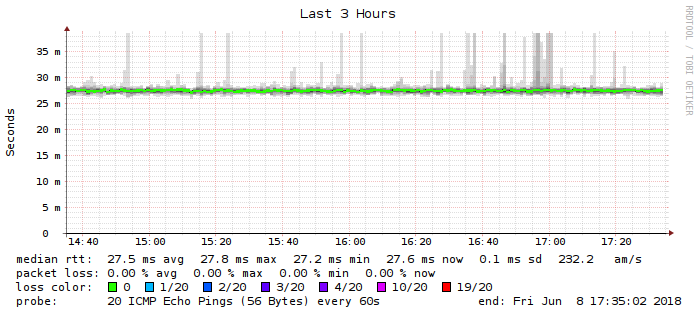 Last 3 Hours
RRDTOOL / TOBI OETIKER
Seconds
35 m
30 m
25 m
20 m
15 m
10 m
5 m
0
14:40 15:00 15:20 15:40 16:00 16:20 16:40 17:00 17:20
median rtt: 27.5 ms avg 27.8 ms max 27.2 ms min 27.6 ms now 0.1 ms sd 232.2 am/s
packet loss: 0.00 % avg 0.00 % max 0.00 % min 0.00 % now
loss color: 0 1/20 2/20 3/20 4/20 10/20 19/20
probe: 20 ICMP Echo Pings (56 Bytes) every 60s end: Fri Jun 8 17:35:02 2018